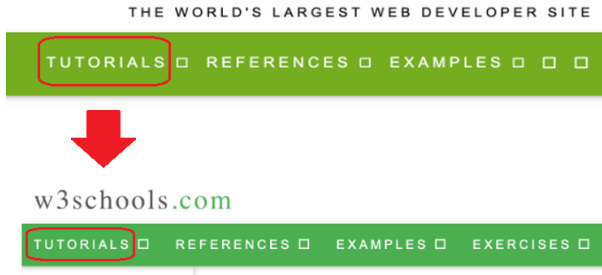 THE WORLD'S LARGEST WEB DEVELOPER SITE
TUTORIALS REFERENCES EXAMPLES
w3schools.com
TUTORIALS REFERENCES EXAMPLES EXERCISES